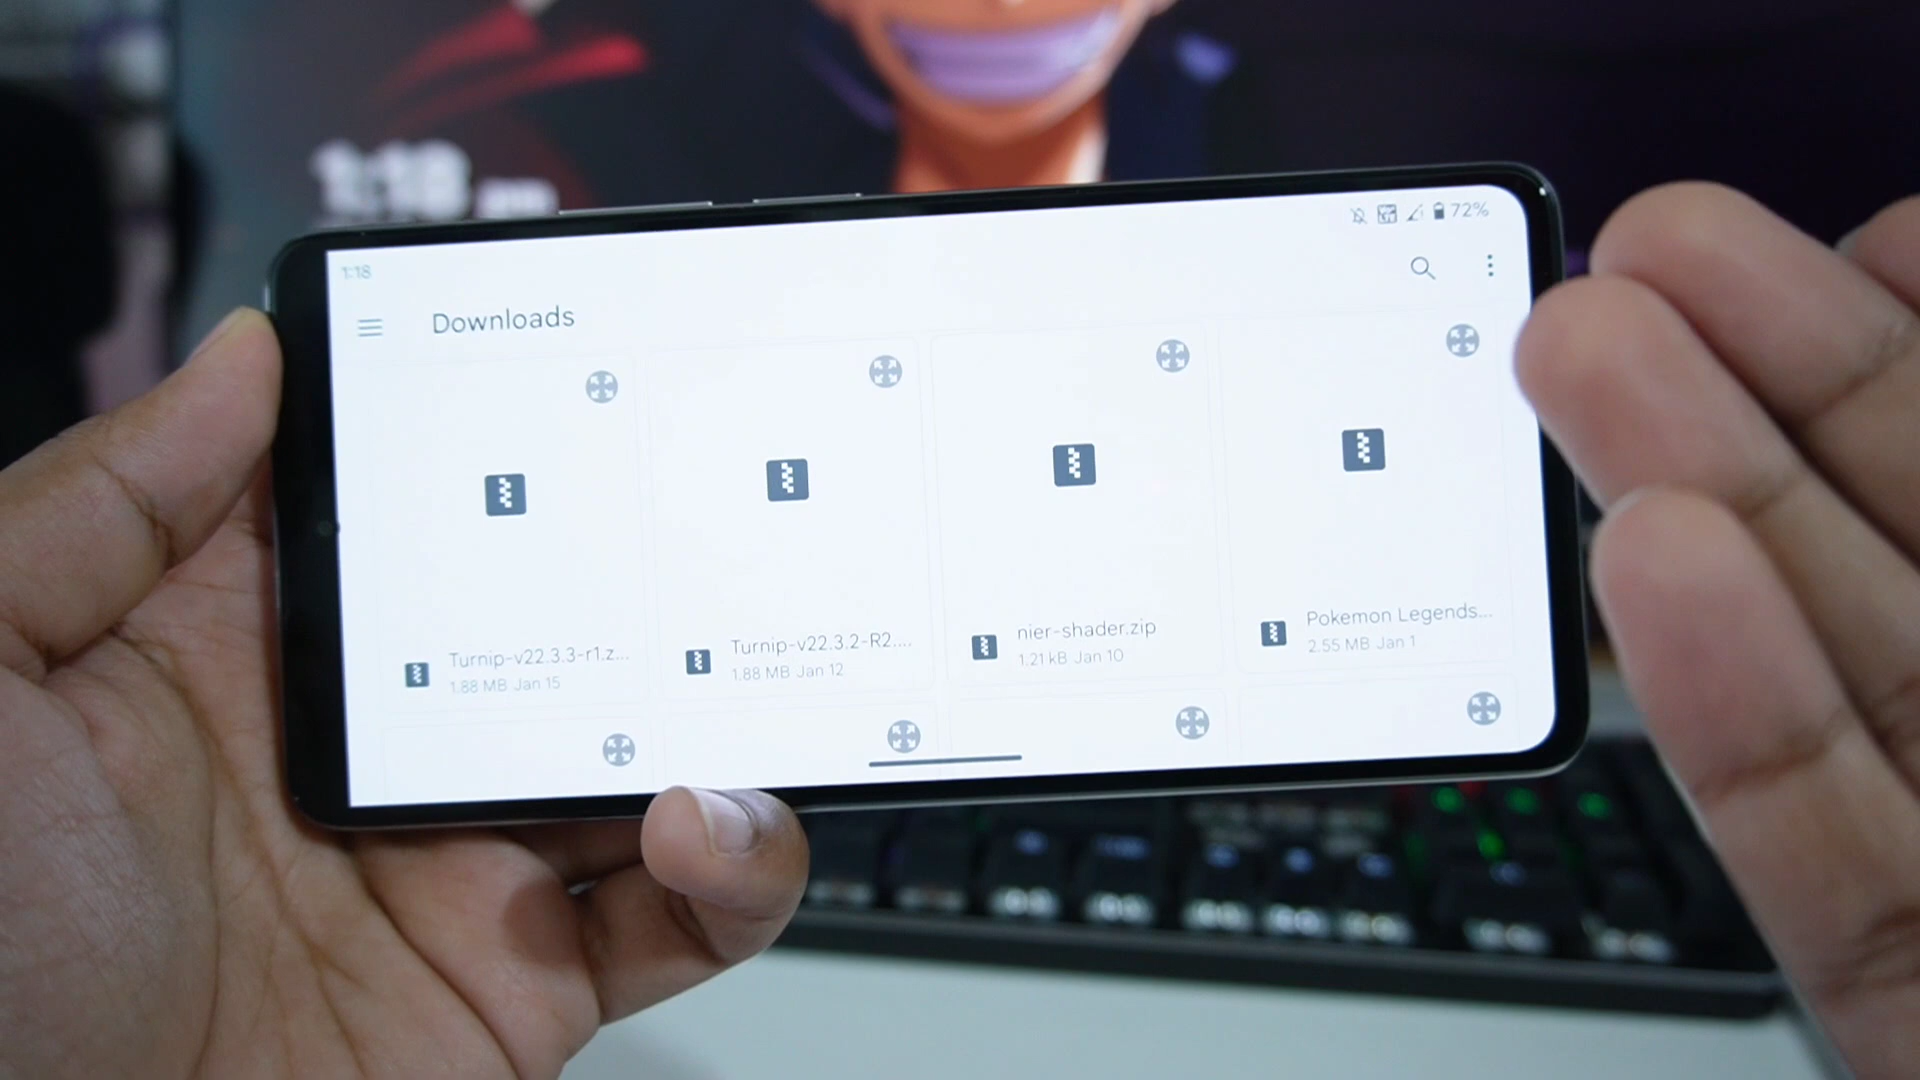 1:18
1:18
72%
Downloads
Turnip-v22.3.3-r1.z...
1.88 MB Jan 15
Turnip-v22.3.2-R2....
1.88 MB Jan 12
nier-shader.zip
1.21 kB Jan 10
Pokemon Legends...
2.55 MB Jan 1